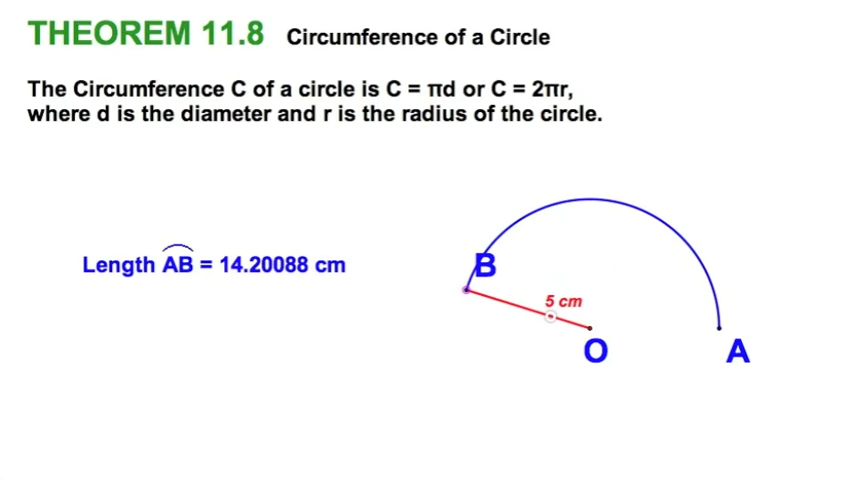 THEOREM 11.8 Circumference of a Circle
The Circumference C of a circle is C = πd or C = 2πr,
where d is the diameter and r is the radius of the circle.
Length AB = 14.20088 cm
B
5 cm
O
A